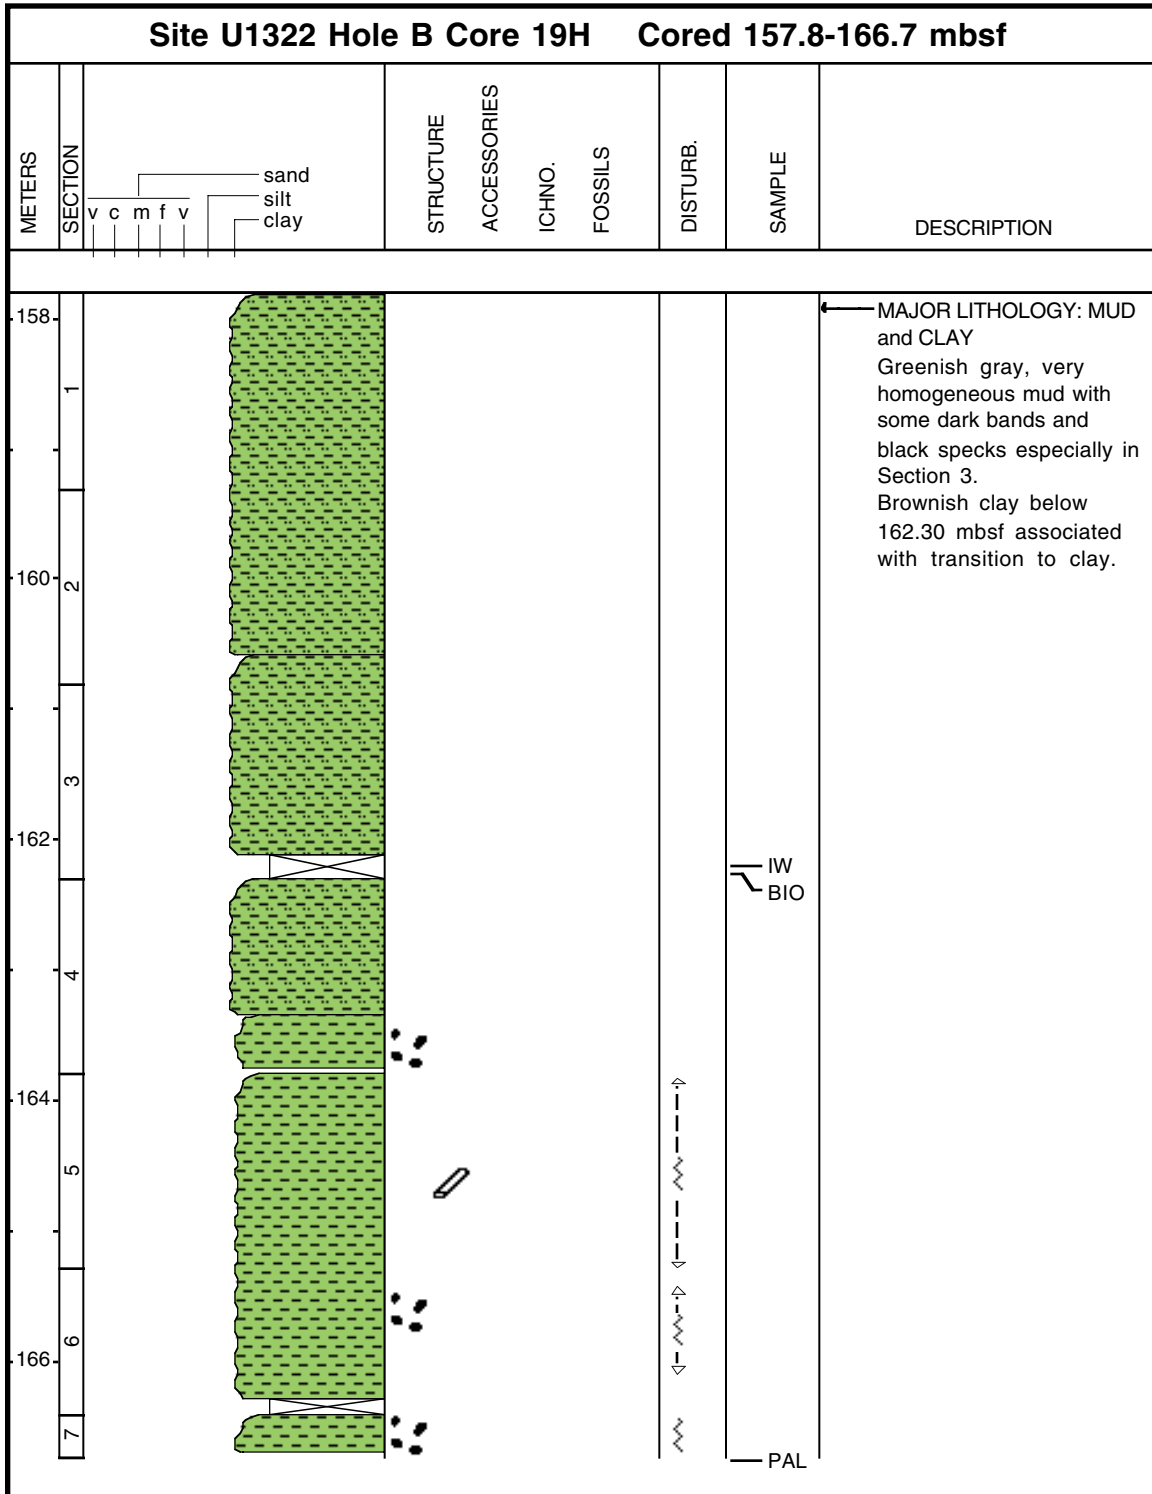 Site U1322 Hole B Core 19H Cored 157.8-166.7 mbsf
METERS
SECTION
v c m f v
sand
silt
clay
STRUCTURE
ACCESSORIES
ICHNO.
FOSSILS
DISTURB.
SAMPLE
DESCRIPTION
158
1
MAJOR LITHOLOGY: MUD
and CLAY
Greenish gray, very
homogeneous mud with
some dark bands and
black specks especially in
Section 3.
Brownish clay below
162.30 mbsf associated
with transition to clay.
160
2
3
162
IW
BIO
4
164
5
6
166
7
PAL